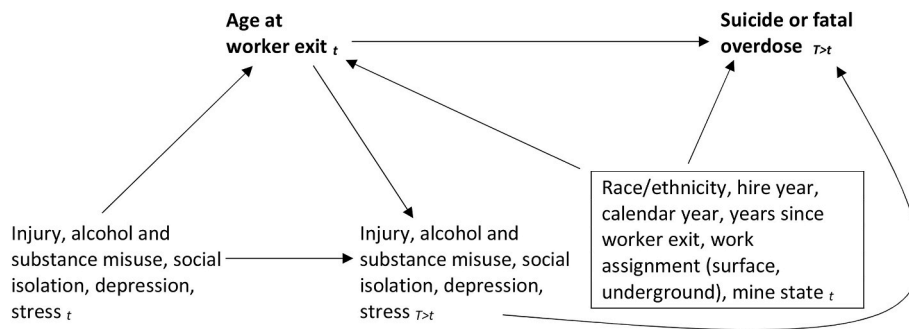 Age at
worker exit t
Suicide or fatal
overdose T>t
Injury, alcohol and
substance misuse, social
isolation, depression,
stress t
Injury, alcohol and
substance misuse, social
isolation, depression,
stress T>t
Race/ethnicity, hire year,
calendar year, years since
worker exit, work
assignment (surface,
underground), mine state t